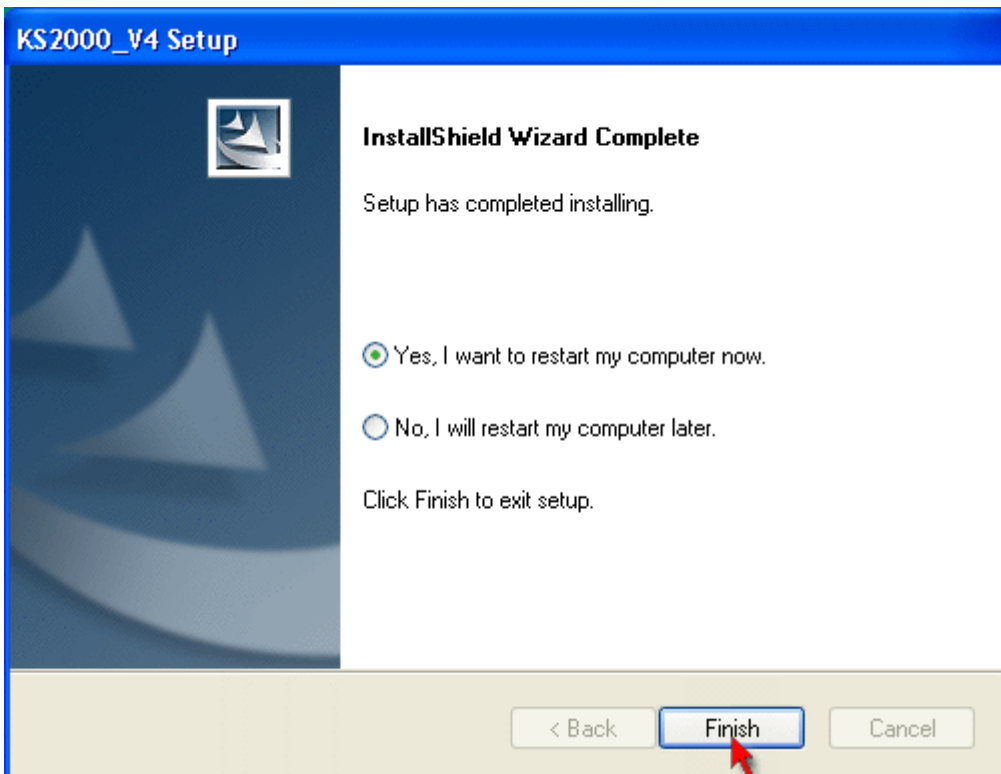 KS2000_V4 Setup
InstallShield Wizard Complete
Setup has completed installing.
Yes, I want to restart my computer now.
No, I will restart my computer later.
Click Finish to exit setup.
< Back Finish Cancel